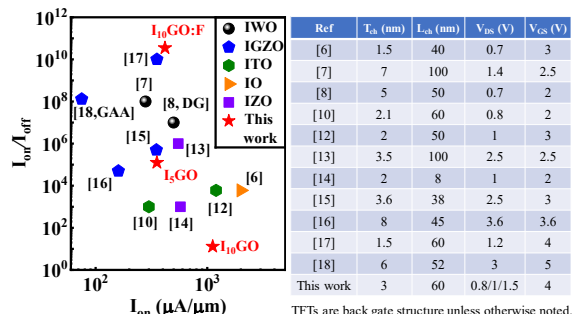 10^12
10^10
10^8
10^6
10^4
10^2
10^0
I_on/I_off
10^2
10^3
I_on (μA/μm)
I10GO:F
[17]
[7]
[8, DG]
[18,GAA]
[15]
[13]
I5GO
[16]
[6]
[12]
[10]
[14]
I10GO
IWO
IGZO
ITO
IO
IZO
This
work
Ref Tch (nm) Lch (nm) VDS (V) VGS (V)
[6] 1.5 40 0.7 3
[7] 7 100 1.4 2.5
[8] 5 50 0.7 2
[10] 2.1 60 0.8 2
[12] 2 50 1 3
[13] 3.5 100 2.5 2.5
[14] 2 8 1 2
[15] 3.6 38 2.5 3
[16] 8 45 3.6 3.6
[17] 1.5 60 1.2 4
[18] 6 52 3 5
This work 3 60 0.8/1/1.5 4
TFTs are back gate structure unless otherwise noted.